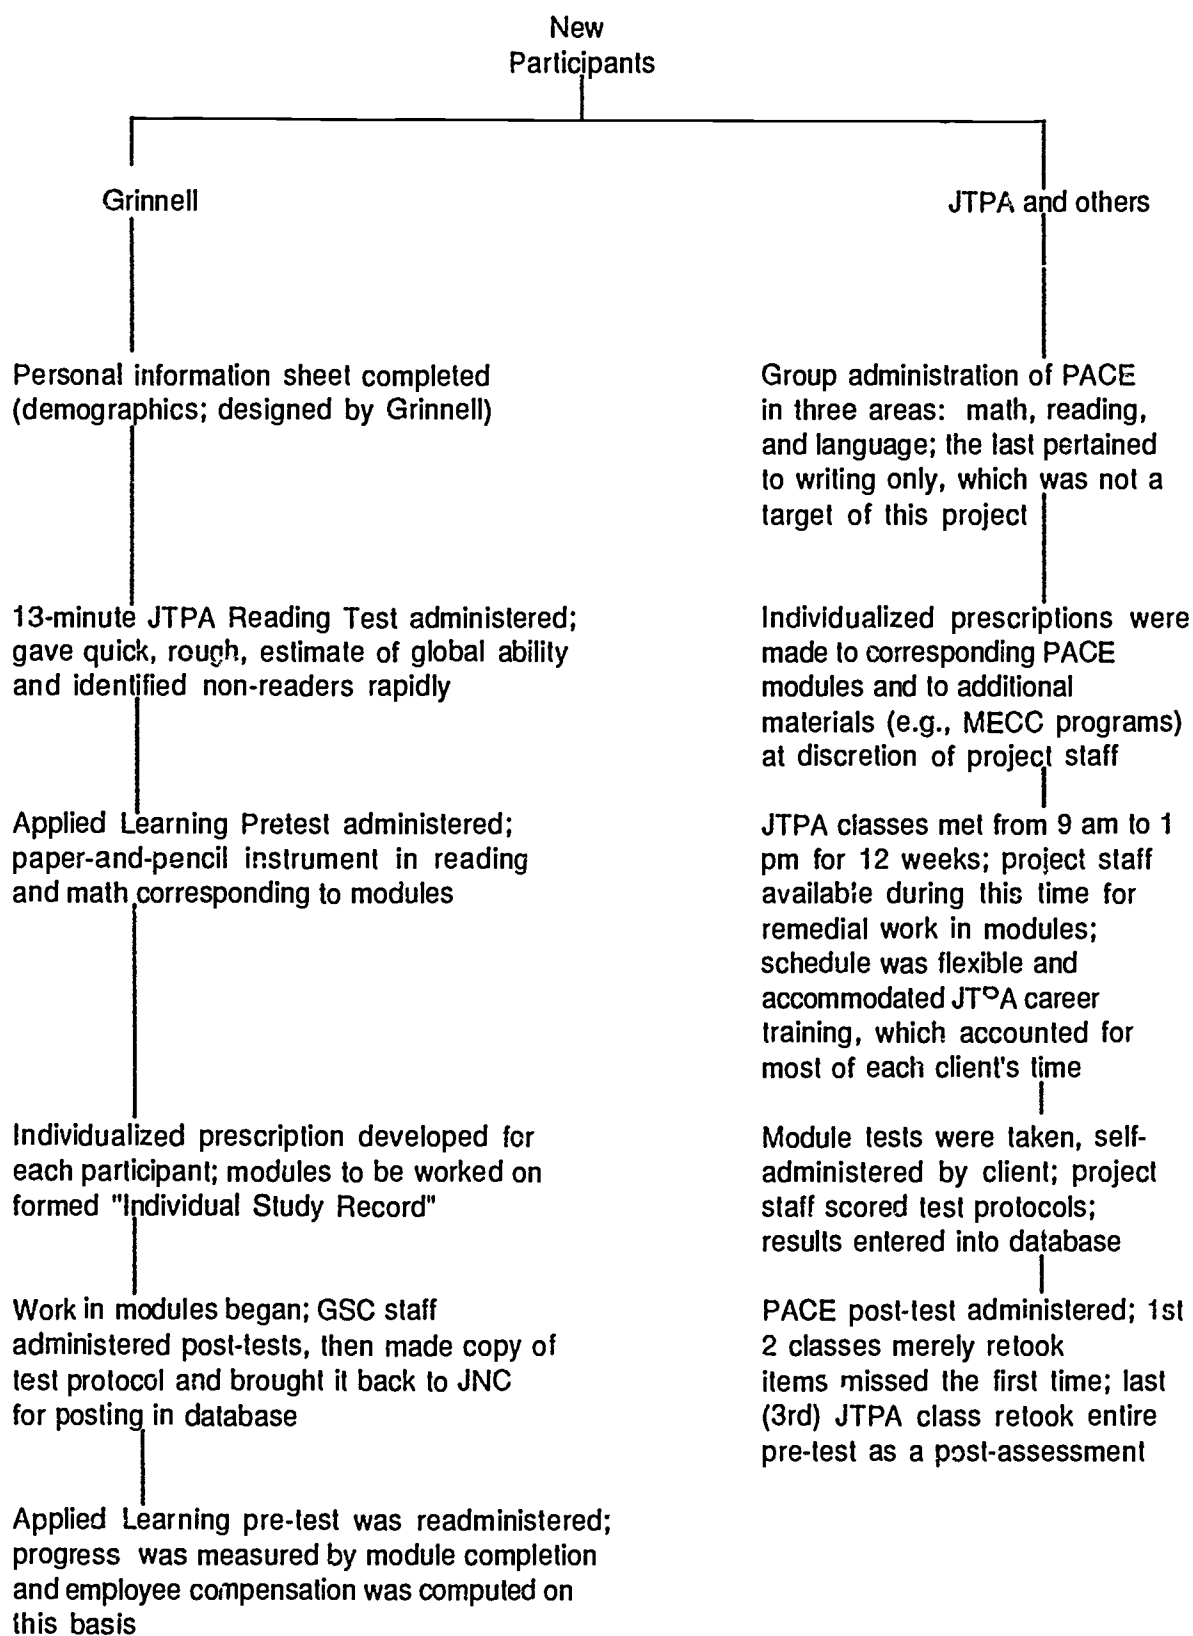 New
Participants
Grinnell
JTPA and others
Personal information sheet completed
(demographics; designed by Grinnell)
13-minute JTPA Reading Test administered;
gave quick, rough, estimate of global ability
and identified non-readers rapidly
Applied Learning Pretest administered;
paper-and-pencil instrument in reading
and math corresponding to modules
Individualized prescription developed for
each participant; modules to be worked on
formed "Individual Study Record"
Work in modules began; GSC staff
administered post-tests, then made copy of
test protocol and brought it back to JNC
for posting in database
Applied Learning pre-test was readministered;
progress was measured by module completion
and employee compensation was computed on
this basis
Group administration of PACE
in three areas: math, reading,
and language; the last pertained
to writing only, which was not a
target of this project
Individualized prescriptions were
made to corresponding PACE
modules and to additional
materials (e.g., MECC programs)
at discretion of project staff
JTPA classes met from 9 am to 1
pm for 12 weeks; project staff
available during this time for
remedial work in modules;
schedule was flexible and
accommodated JTPA career
training, which accounted for
most of each client's time
Module tests were taken, self-
administered by client; project
staff scored test protocols;
results entered into database
PACE post-test administered; 1st
2 classes merely retook
items missed the first time; last
(3rd) JTPA class retook entire
pre-test as a post-assessment